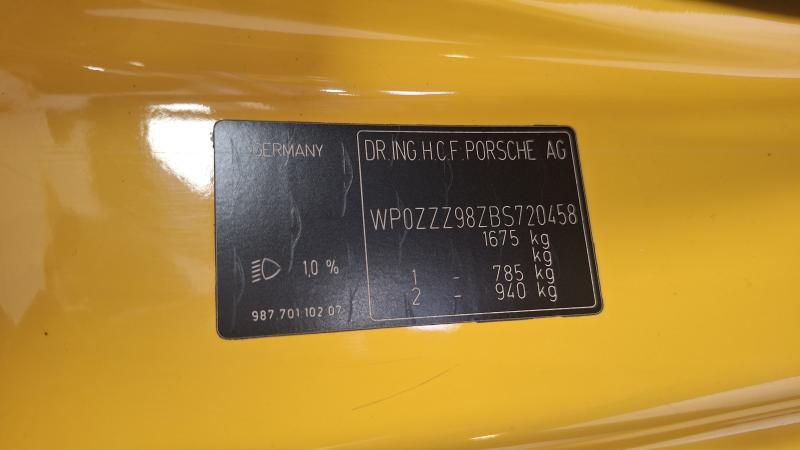 GERMANY
DR.ING.H.C.F.PORSCHE AG
WP0ZZZ98ZBS720458
1675 kg
kg
1 - 785 kg
2 - 940 kg
1,0 %
987.701.102.07